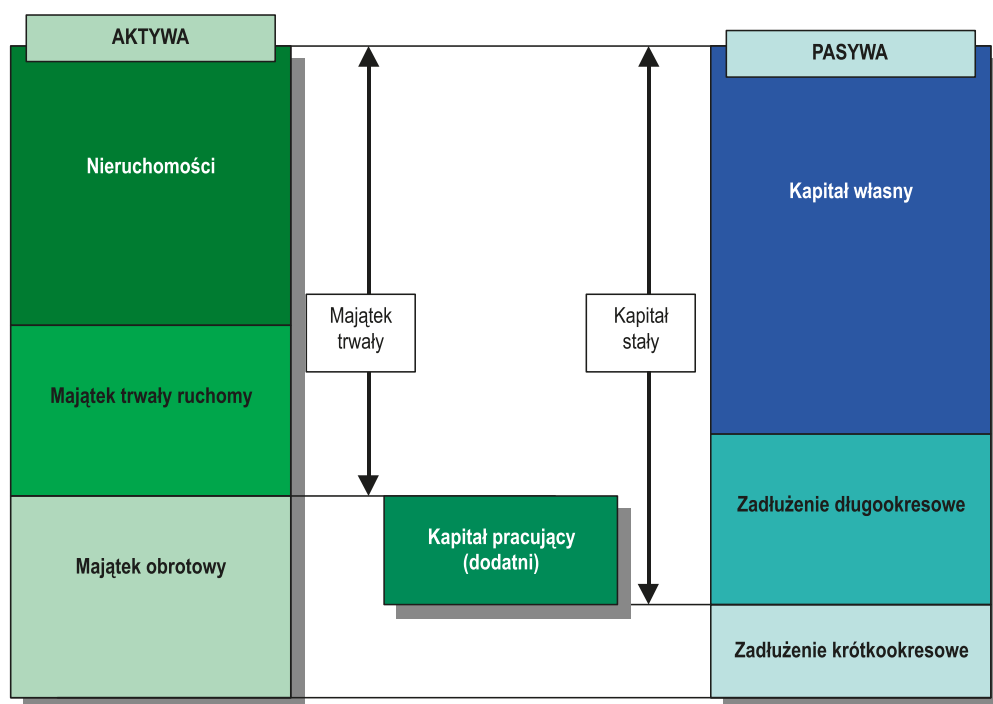 AKTYWA
PASYWA
Nieruchomości
Kapitał własny
Majątek
trwały
Kapitał
stały
Majątek trwały ruchomy
Zadłużenie długookresowe
Kapitał pracujący
(dodatni)
Majątek obrotowy
Zadłużenie krótkookresowe